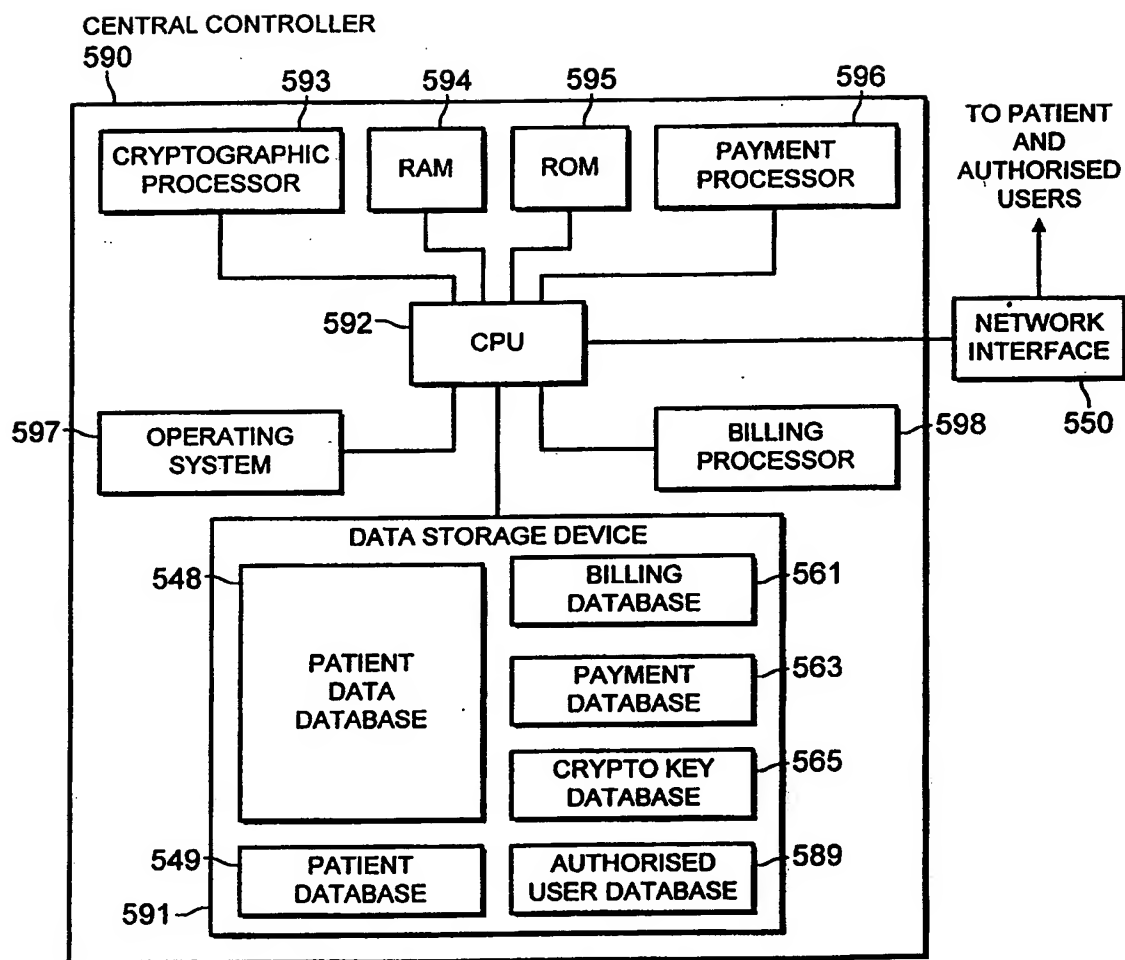 CENTRAL CONTROLLER
590
593
594
595
596
CRYPTOGRAPHIC
PROCESSOR
RAM
ROM
PAYMENT
PROCESSOR
TO PATIENT
AND
AUTHORISED
USERS
592
CPU
NETWORK
INTERFACE
550
597
OPERATING
SYSTEM
BILLING
PROCESSOR
598
DATA STORAGE DEVICE
548
PATIENT
DATA
DATABASE
BILLING
DATABASE
561
PAYMENT
DATABASE
563
CRYPTO KEY
DATABASE
565
549
PATIENT
DATABASE
AUTHORISED
USER DATABASE
589
591